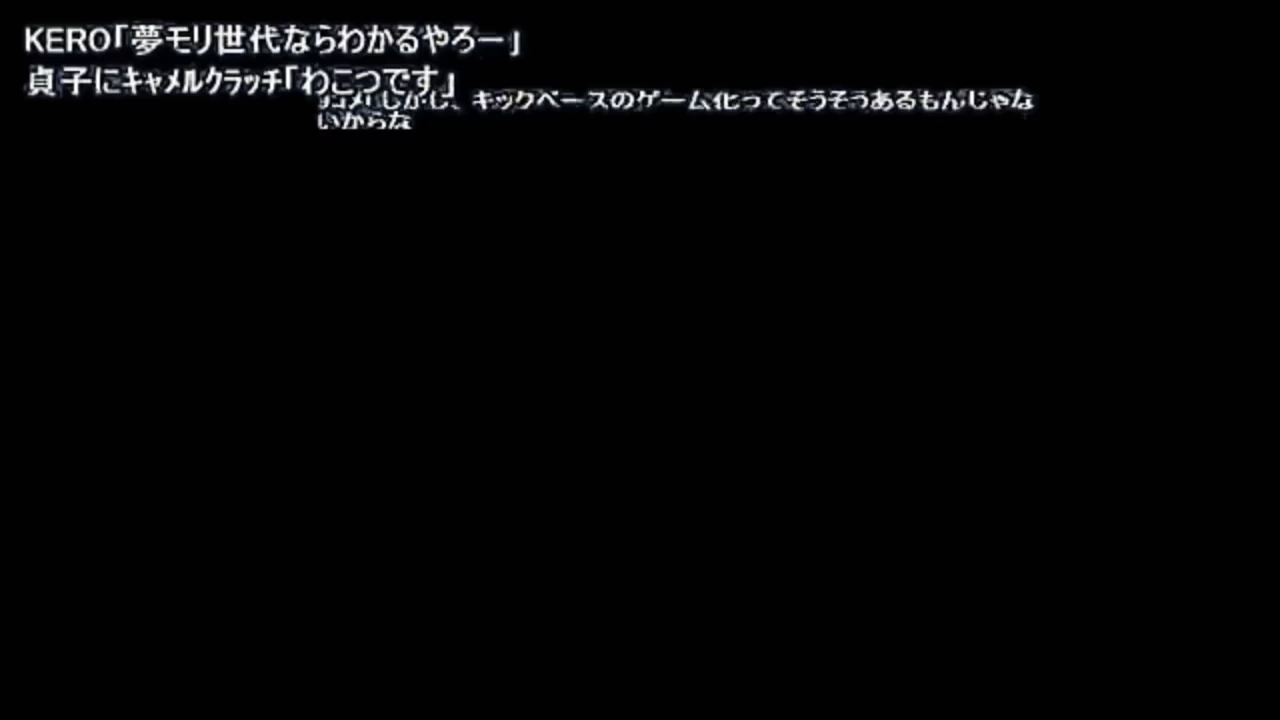 KERO「夢モリ世代ならわかるやろー」
貞子にキャメルクラッチ「わこつです」
しかし、キックベースのゲーム化ってそうそうあるもんじゃな
いからな